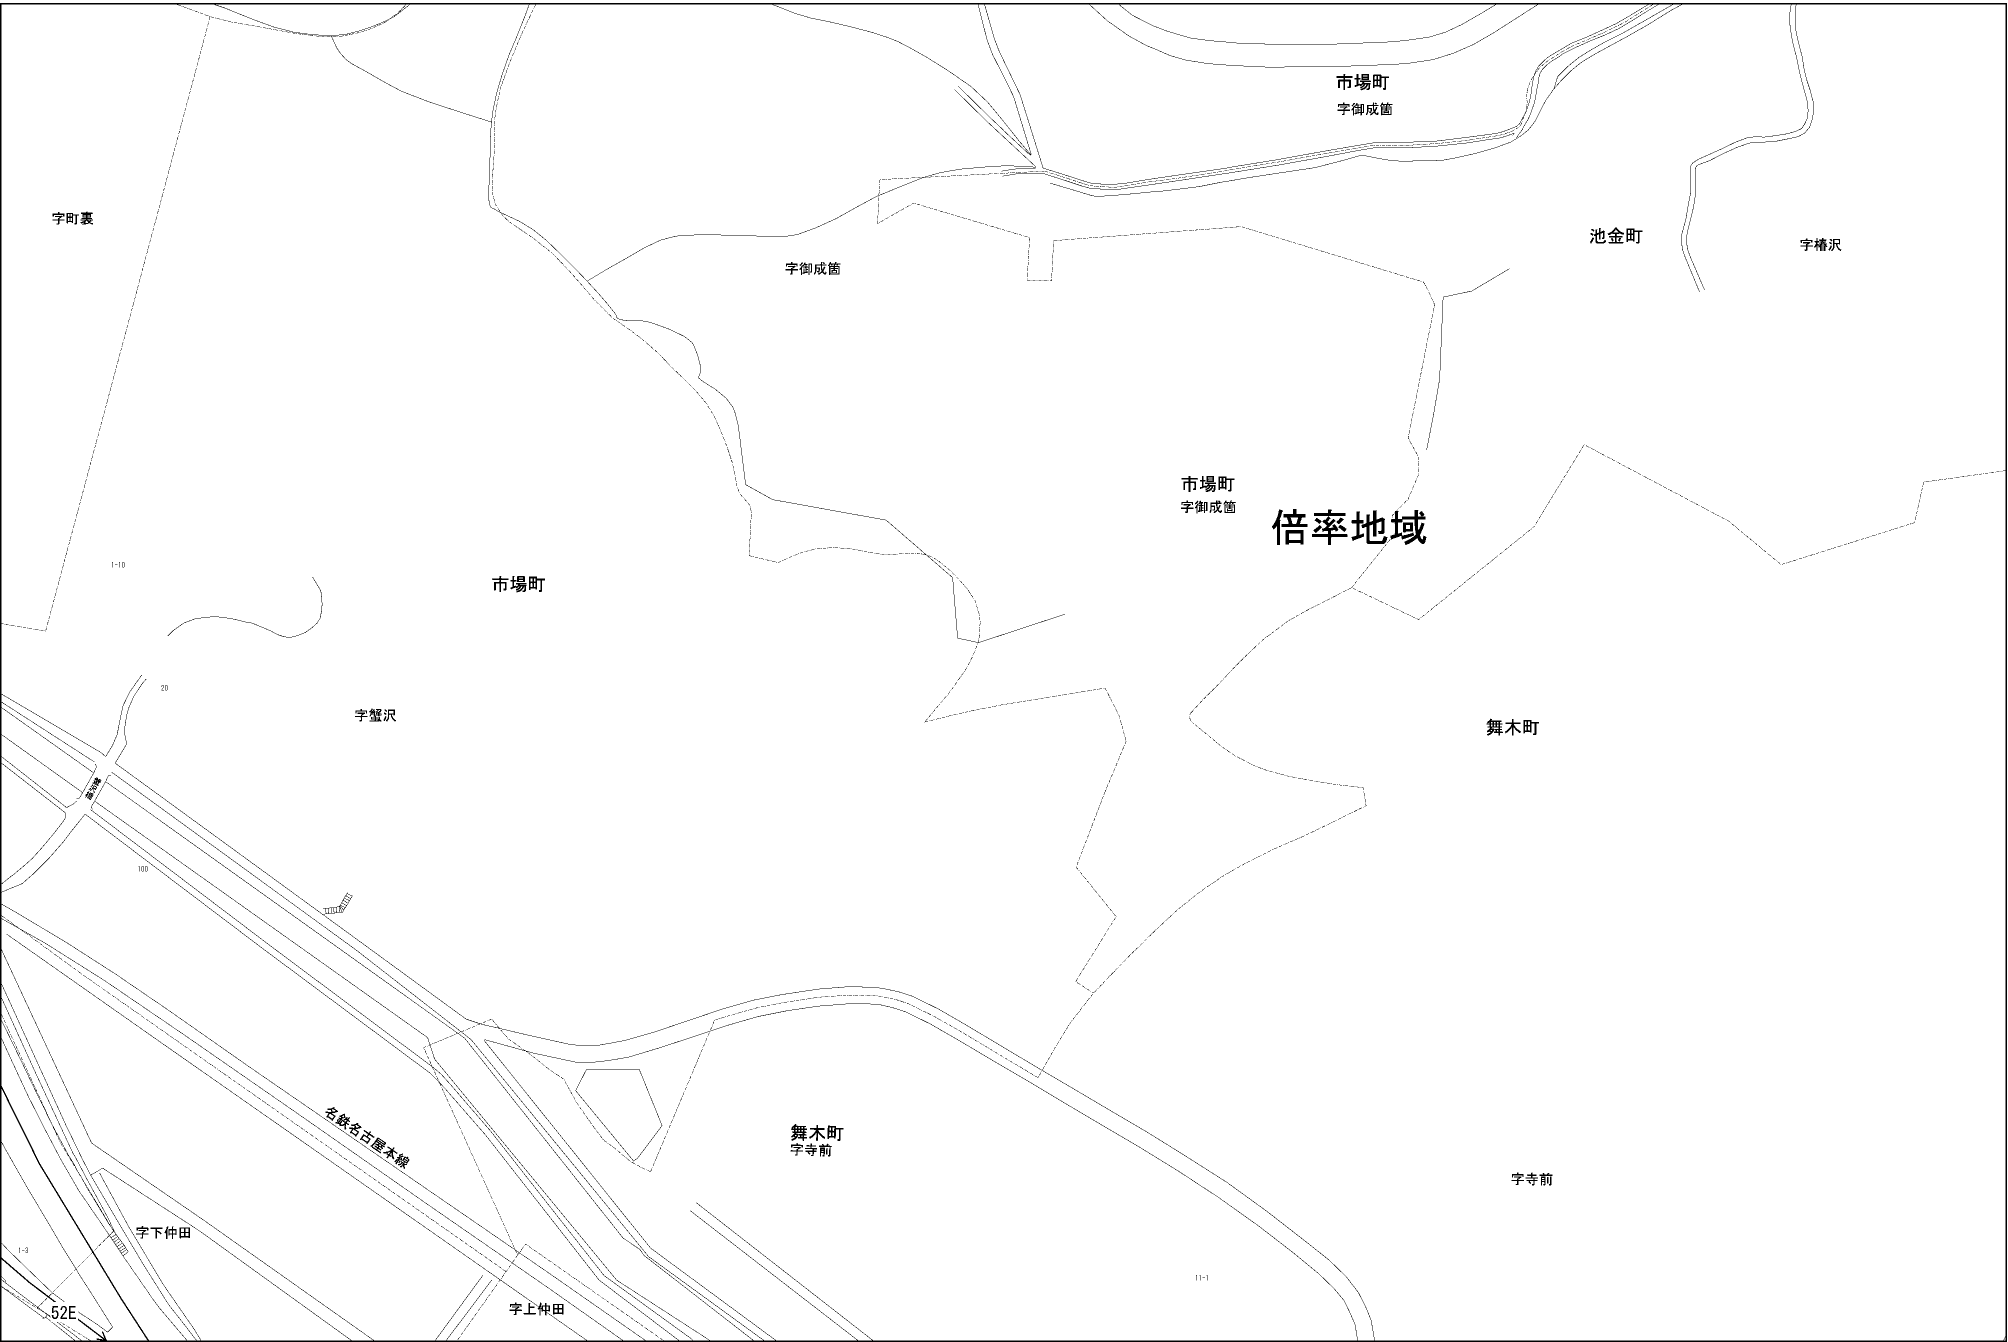 市場町
字御成箇
字町裏
池金町
字椿沢
字御成箇
市場町
字御成箇
倍率地域
1-10
市場町
20
字蟹沢
舞木町
100
名鉄名古屋本線
舞木町
字寺前
字寺前
字下仲田
1-3
11-1
字上仲田
52E